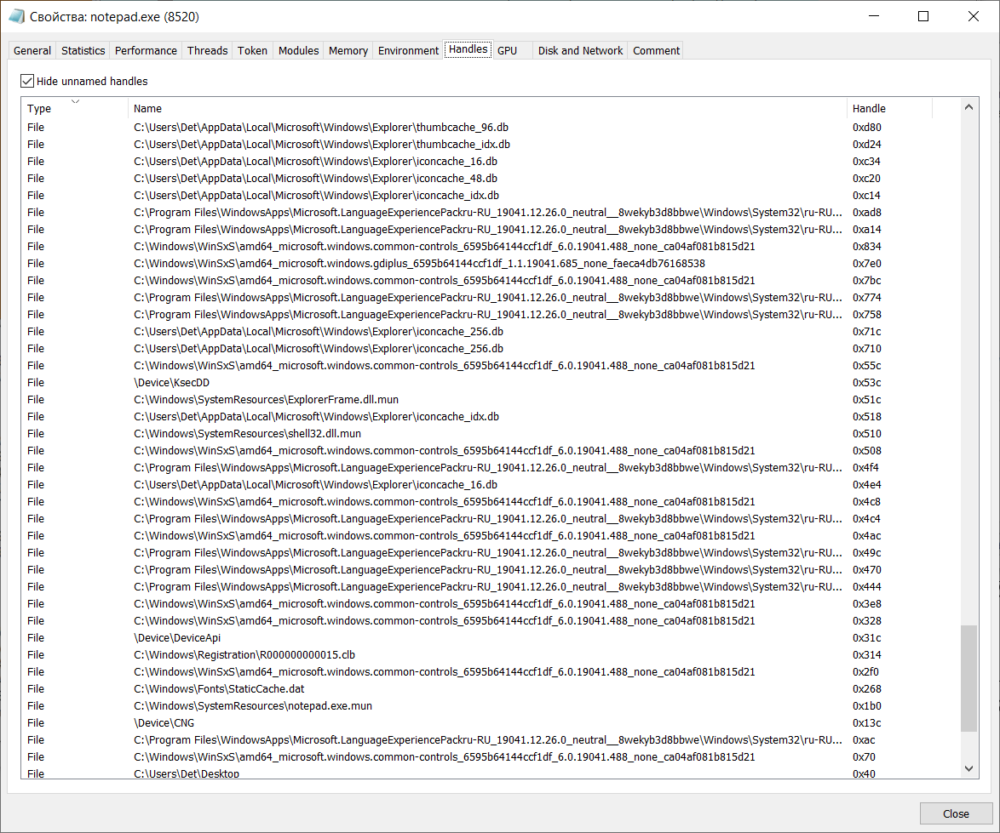 Свойства: notepad.exe (8520)
General Statistics Performance Threads Token Modules Memory Environment Handles GPU Disk and Network Comment
Hide unnamed handles
Type Name Handle
File C:\Users\Det\AppData\Local\Microsoft\Windows\Explorer\thumbcache_96.db 0xd80
File C:\Users\Det\AppData\Local\Microsoft\Windows\Explorer\thumbcache_idx.db 0xd24
File C:\Users\Det\AppData\Local\Microsoft\Windows\Explorer\iconcache_16.db 0xc34
File C:\Users\Det\AppData\Local\Microsoft\Windows\Explorer\iconcache_48.db 0xc20
File C:\Users\Det\AppData\Local\Microsoft\Windows\Explorer\iconcache_idx.db 0xc14
File C:\Program Files\WindowsApps\Microsoft.LanguageExperiencePackru-RU_19041.12.26.0_neutral__8wekyb3d8bbwe\Windows\System32\ru-RU... 0xad8
File C:\Program Files\WindowsApps\Microsoft.LanguageExperiencePackru-RU_19041.12.26.0_neutral__8wekyb3d8bbwe\Windows\System32\ru-RU... 0xa14
File C:\Windows\WinSxS\amd64_microsoft.windows.common-controls_6595b64144ccf1df_6.0.19041.488_none_ca04af081b815d21 0x834
File C:\Windows\WinSxS\amd64_microsoft.windows.gdiplus_6595b64144ccf1df_1.1.19041.685_none_faeca4db76168538 0x7e0
File C:\Windows\WinSxS\amd64_microsoft.windows.common-controls_6595b64144ccf1df_6.0.19041.488_none_ca04af081b815d21 0x7bc
File C:\Program Files\WindowsApps\Microsoft.LanguageExperiencePackru-RU_19041.12.26.0_neutral__8wekyb3d8bbwe\Windows\System32\ru-RU... 0x774
File C:\Program Files\WindowsApps\Microsoft.LanguageExperiencePackru-RU_19041.12.26.0_neutral__8wekyb3d8bbwe\Windows\System32\ru-RU... 0x758
File C:\Users\Det\AppData\Local\Microsoft\Windows\Explorer\iconcache_256.db 0x71c
File C:\Users\Det\AppData\Local\Microsoft\Windows\Explorer\iconcache_256.db 0x710
File C:\Windows\WinSxS\amd64_microsoft.windows.common-controls_6595b64144ccf1df_6.0.19041.488_none_ca04af081b815d21 0x55c
File \Device\KsecDD 0x53c
File C:\Windows\SystemResources\ExplorerFrame.dll.mun 0x51c
File C:\Users\Det\AppData\Local\Microsoft\Windows\Explorer\iconcache_idx.db 0x518
File C:\Windows\SystemResources\shell32.dll.mun 0x510
File C:\Windows\WinSxS\amd64_microsoft.windows.common-controls_6595b64144ccf1df_6.0.19041.488_none_ca04af081b815d21 0x508
File C:\Program Files\WindowsApps\Microsoft.LanguageExperiencePackru-RU_19041.12.26.0_neutral__8wekyb3d8bbwe\Windows\System32\ru-RU... 0x4f4
File C:\Users\Det\AppData\Local\Microsoft\Windows\Explorer\iconcache_16.db 0x4e4
File C:\Windows\WinSxS\amd64_microsoft.windows.common-controls_6595b64144ccf1df_6.0.19041.488_none_ca04af081b815d21 0x4c8
File C:\Program Files\WindowsApps\Microsoft.LanguageExperiencePackru-RU_19041.12.26.0_neutral__8wekyb3d8bbwe\Windows\System32\ru-RU... 0x4c4
File C:\Windows\WinSxS\amd64_microsoft.windows.common-controls_6595b64144ccf1df_6.0.19041.488_none_ca04af081b815d21 0x4ac
File C:\Program Files\WindowsApps\Microsoft.LanguageExperiencePackru-RU_19041.12.26.0_neutral__8wekyb3d8bbwe\Windows\System32\ru-RU... 0x49c
File C:\Program Files\WindowsApps\Microsoft.LanguageExperiencePackru-RU_19041.12.26.0_neutral__8wekyb3d8bbwe\Windows\System32\ru-RU... 0x470
File C:\Program Files\WindowsApps\Microsoft.LanguageExperiencePackru-RU_19041.12.26.0_neutral__8wekyb3d8bbwe\Windows\System32\ru-RU... 0x444
File C:\Windows\WinSxS\amd64_microsoft.windows.common-controls_6595b64144ccf1df_6.0.19041.488_none_ca04af081b815d21 0x3e8
File C:\Windows\WinSxS\amd64_microsoft.windows.common-controls_6595b64144ccf1df_6.0.19041.488_none_ca04af081b815d21 0x328
File \Device\DeviceApi 0x31c
File C:\Windows\Registration\R000000000015.clb 0x314
File C:\Windows\WinSxS\amd64_microsoft.windows.common-controls_6595b64144ccf1df_6.0.19041.488_none_ca04af081b815d21 0x2f0
File C:\Windows\Fonts\StaticCache.dat 0x268
File C:\Windows\SystemResources\notepad.exe.mun 0x1b0
File \Device\CNG 0x13c
File C:\Program Files\WindowsApps\Microsoft.LanguageExperiencePackru-RU_19041.12.26.0_neutral__8wekyb3d8bbwe\Windows\System32\ru-RU... 0xac
File C:\Windows\WinSxS\amd64_microsoft.windows.common-controls_6595b64144ccf1df_6.0.19041.488_none_ca04af081b815d21 0x70
File C:\Users\Det\Desktop 0x40
Close